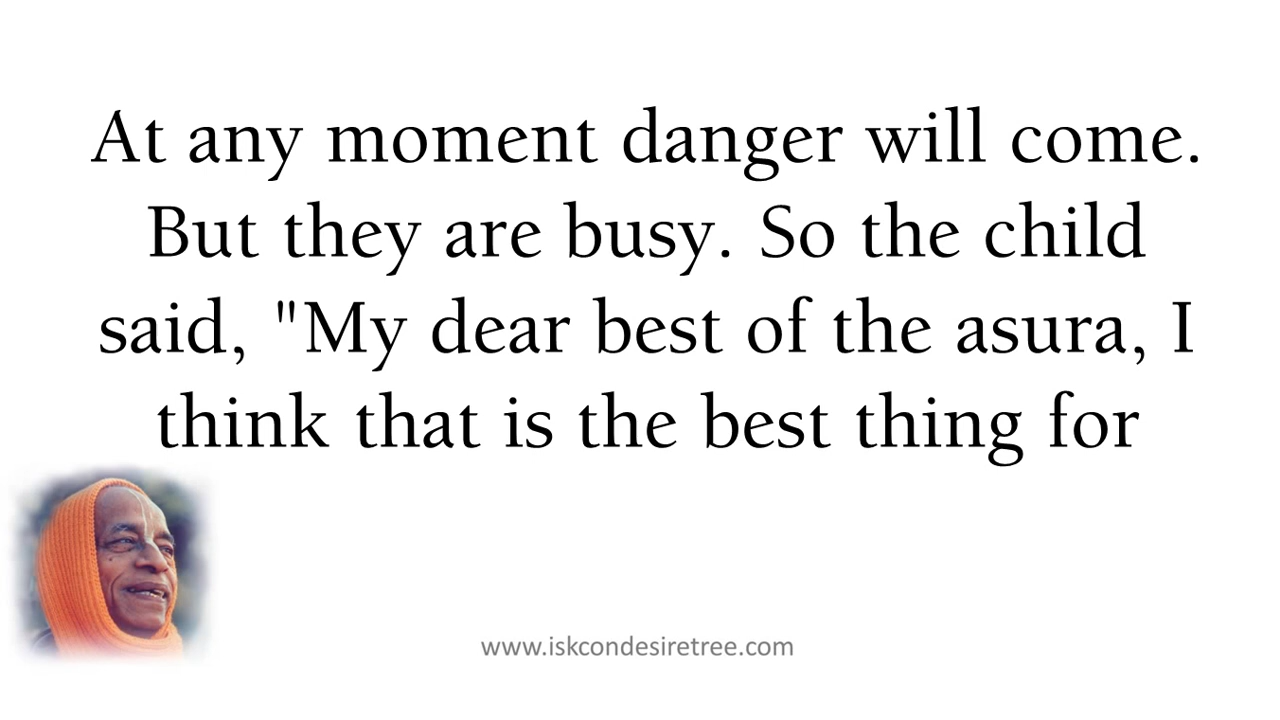 At any moment danger will come.
But they are busy. So the child
said, "My dear best of the asura, I
think that is the best thing for
www.iskcondesiretree.com